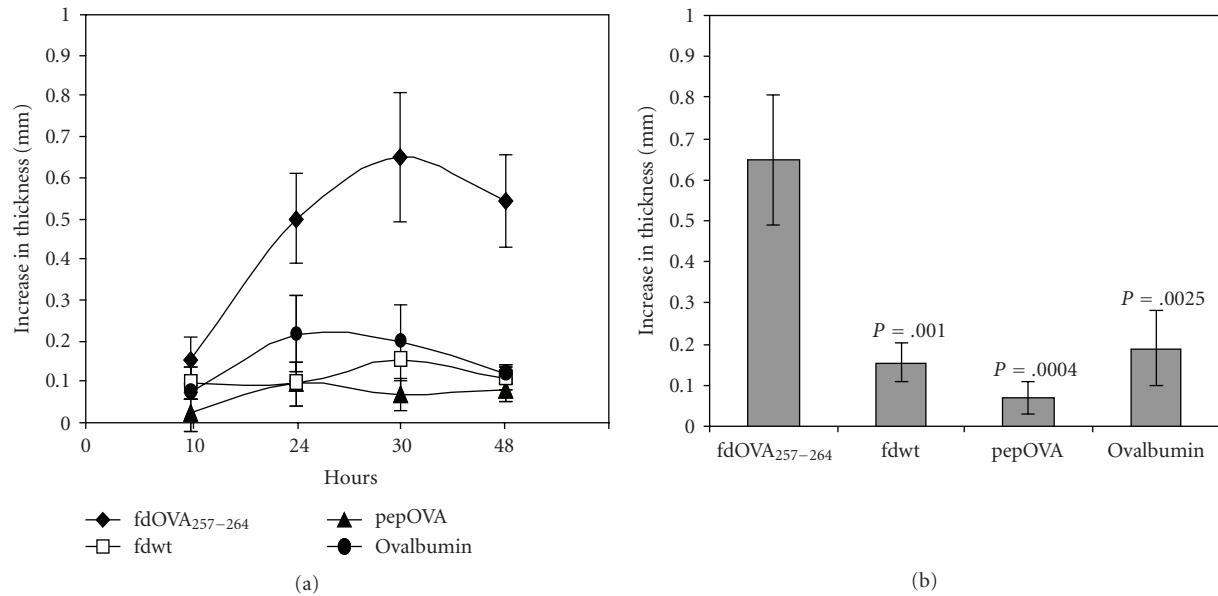 1
0.9
0.8
0.7
0.6
0.5
0.4
0.3
0.2
0.1
0
Increase in thickness (mm)
0 10 24 30 48
Hours
fdOVA257−264 pepOVA
fdwt Ovalbumin
(a)
1
0.9
0.8
0.7
0.6
0.5
0.4
0.3
0.2
0.1
0
Increase in thickness (mm)
P = .001
P = .0004
P = .0025
fdOVA257−264 fdwt pepOVA Ovalbumin
(b)